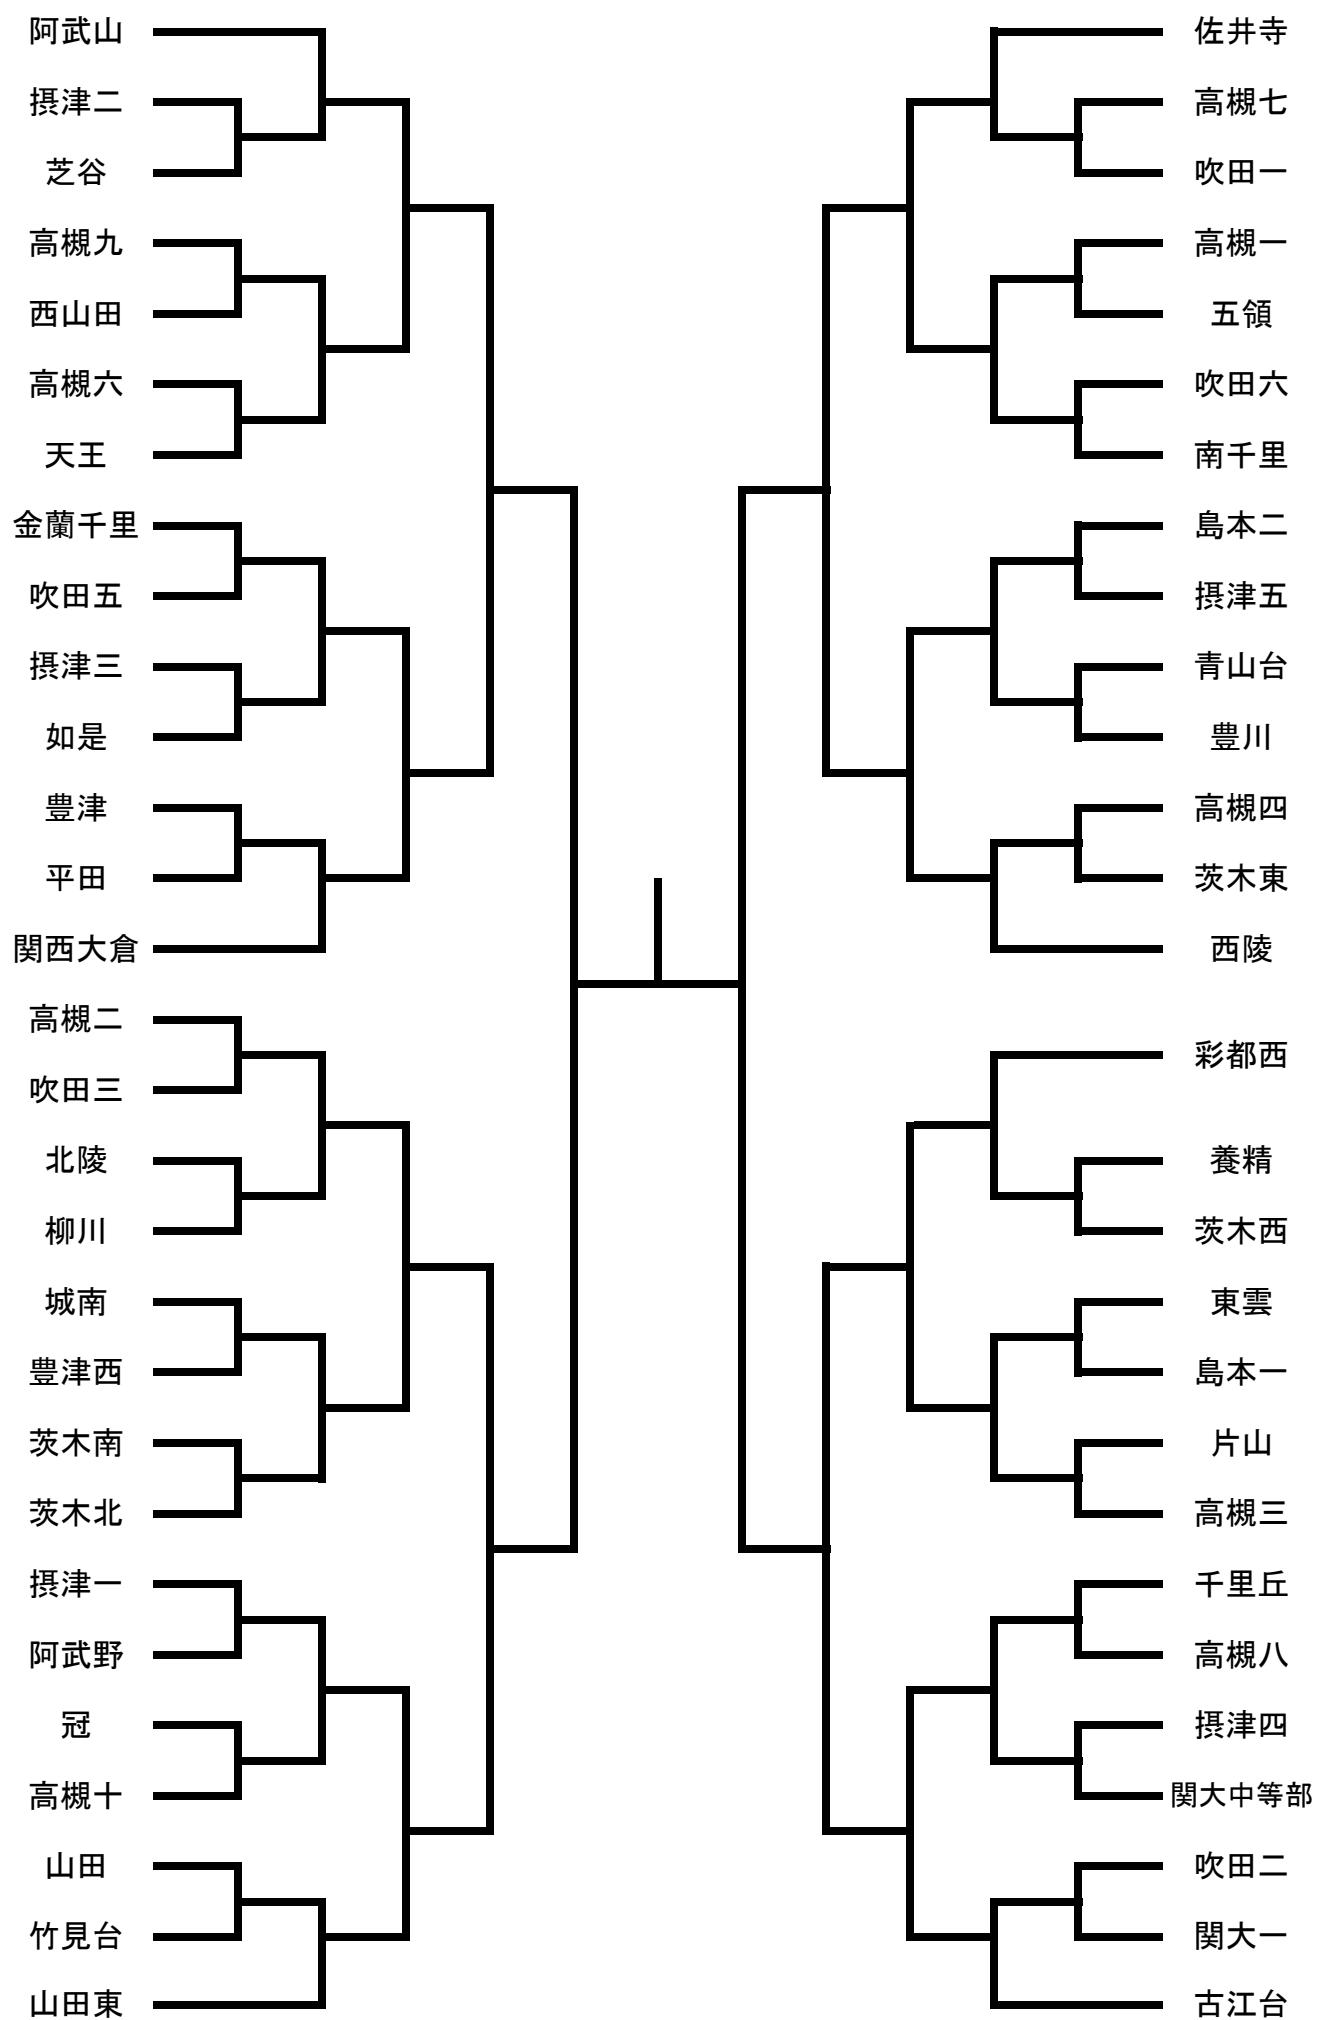 阿武山
摂津二
芝谷
高槻九
西山田
高槻六
天王
金蘭千里
吹田五
摂津三
如是
豊津
平田
関西大倉
高槻二
吹田三
北陵
柳川
城南
豊津西
茨木南
茨木北
摂津一
阿武野
冠
高槻十
山田
竹見台
山田東
佐井寺
高槻七
吹田一
高槻一
五領
吹田六
南千里
島本二
摂津五
青山台
豊川
高槻四
茨木東
西陵
彩都西
養精
茨木西
東雲
島本一
片山
高槻三
千里丘
高槻八
摂津四
関大中等部
吹田二
関大一
古江台